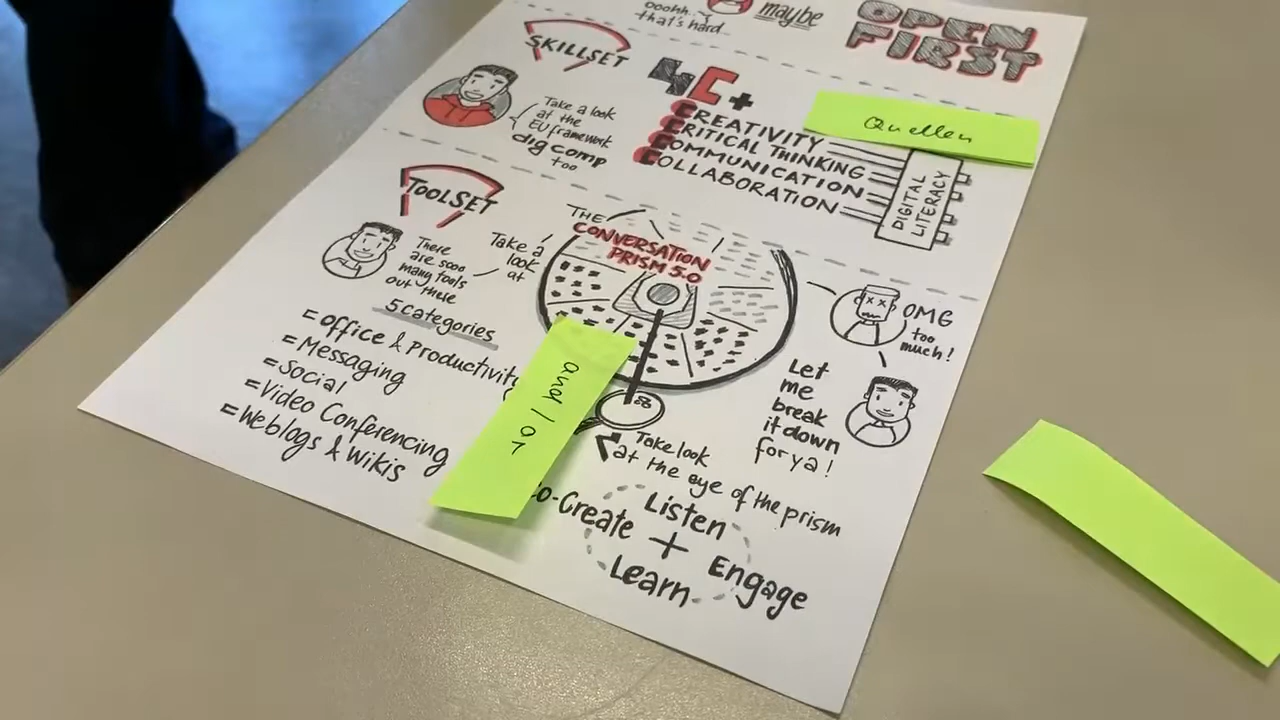 ooohh
that's hard
maybe
OPEN
FIRST
SKILLSET
Take a look
at the
EU framework
digcomp
too
4C+
CREATIVITY
CRITICAL THINKING
COMMUNICATION
COLLABORATION
Quellen
DIGITAL
LITERACY
TOOLSET
There
are sooo
many tools
out there
Take a
look
at
THE
CONVERSATION
PRISM 5.0
OMG
too
much!
Let
me
break
it down
for ya!
5 categories
= Office & Productivity
= Messaging
= Social
= Video Conferencing
= Weblogs & Wikis
and / or
Take look
at the eye of the prism
Co-Create
Listen
+
Learn
Engage